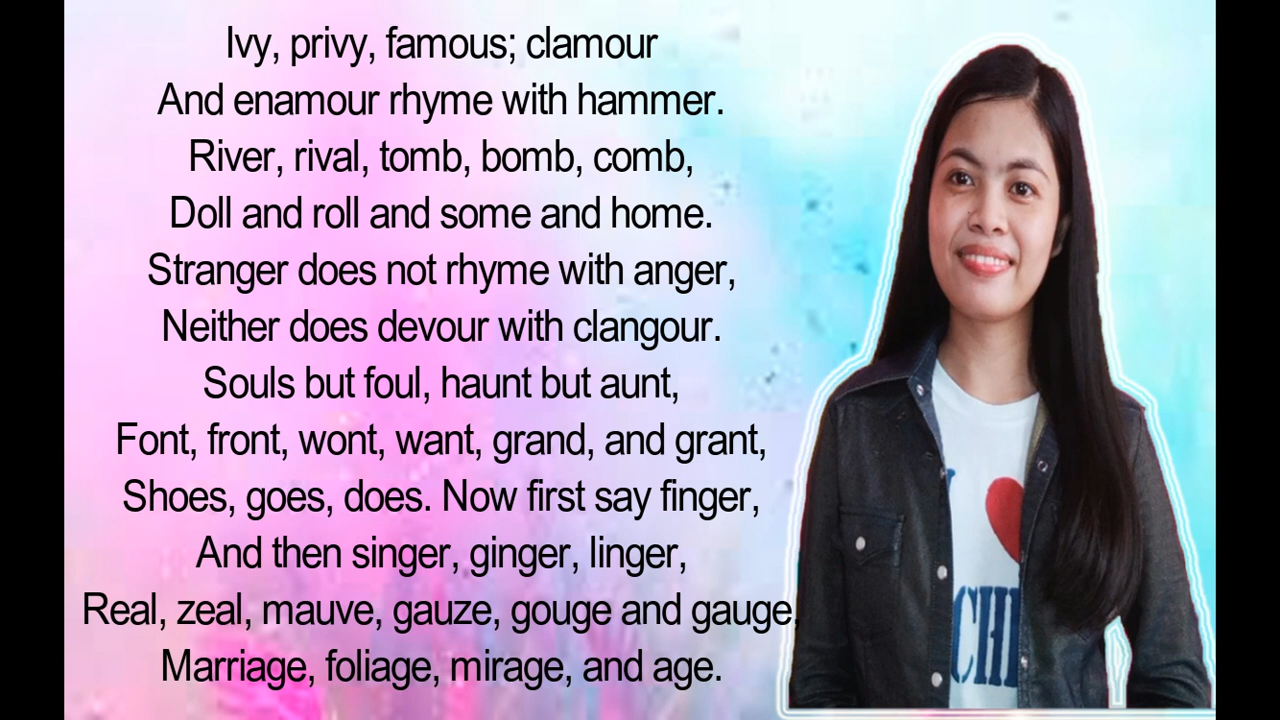 Ivy, privy, famous; clamour
And enamour rhyme with hammer.
River, rival, tomb, bomb, comb,
Doll and roll and some and home.
Stranger does not rhyme with anger,
Neither does devour with clangour.
Souls but foul, haunt but aunt,
Font, front, wont, want, grand, and grant,
Shoes, goes, does. Now first say finger,
And then singer, ginger, linger,
Real, zeal, mauve, gauze, gouge and gauge,
Marriage, foliage, mirage, and age.